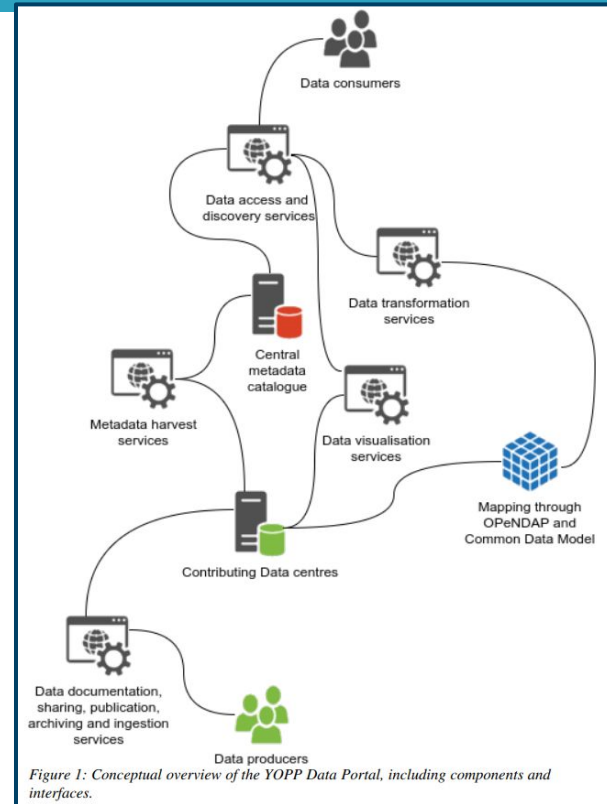 Data consumers
Data access and
discovery services
Data transformation
services
Central
metadata
catalogue
Metadada harvest
services
Data visualisation
services
Mapping through
OPeNDAP and
Common Data Model
Contributing Data centres
Data documentation,
sharing, publication,
archiving and ingestion
services
Data producers
Figure 1: Conceptual overview of the YOPP Data Portal, including components and
interfaces.